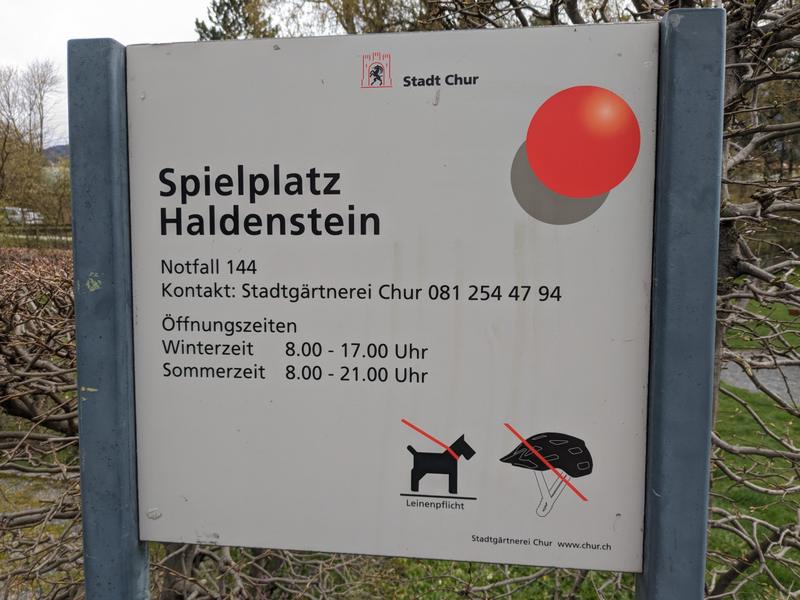 Stadt Chur
Spielplatz
Haldenstein
Notfall 144
Kontakt: Stadtgärtnerei Chur 081 254 47 94
Öffnungszeiten
Winterzeit 8.00 - 17.00 Uhr
Sommerzeit 8.00 - 21.00 Uhr
Leinenpflicht
Stadtgärtnerei Chur www.chur.ch